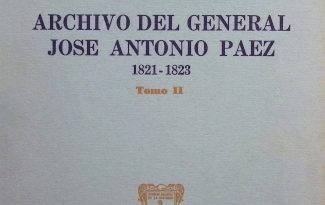 ARCHIVO DEL GENERAL
JOSE ANTONIO PAEZ
1821-1823
Tomo II